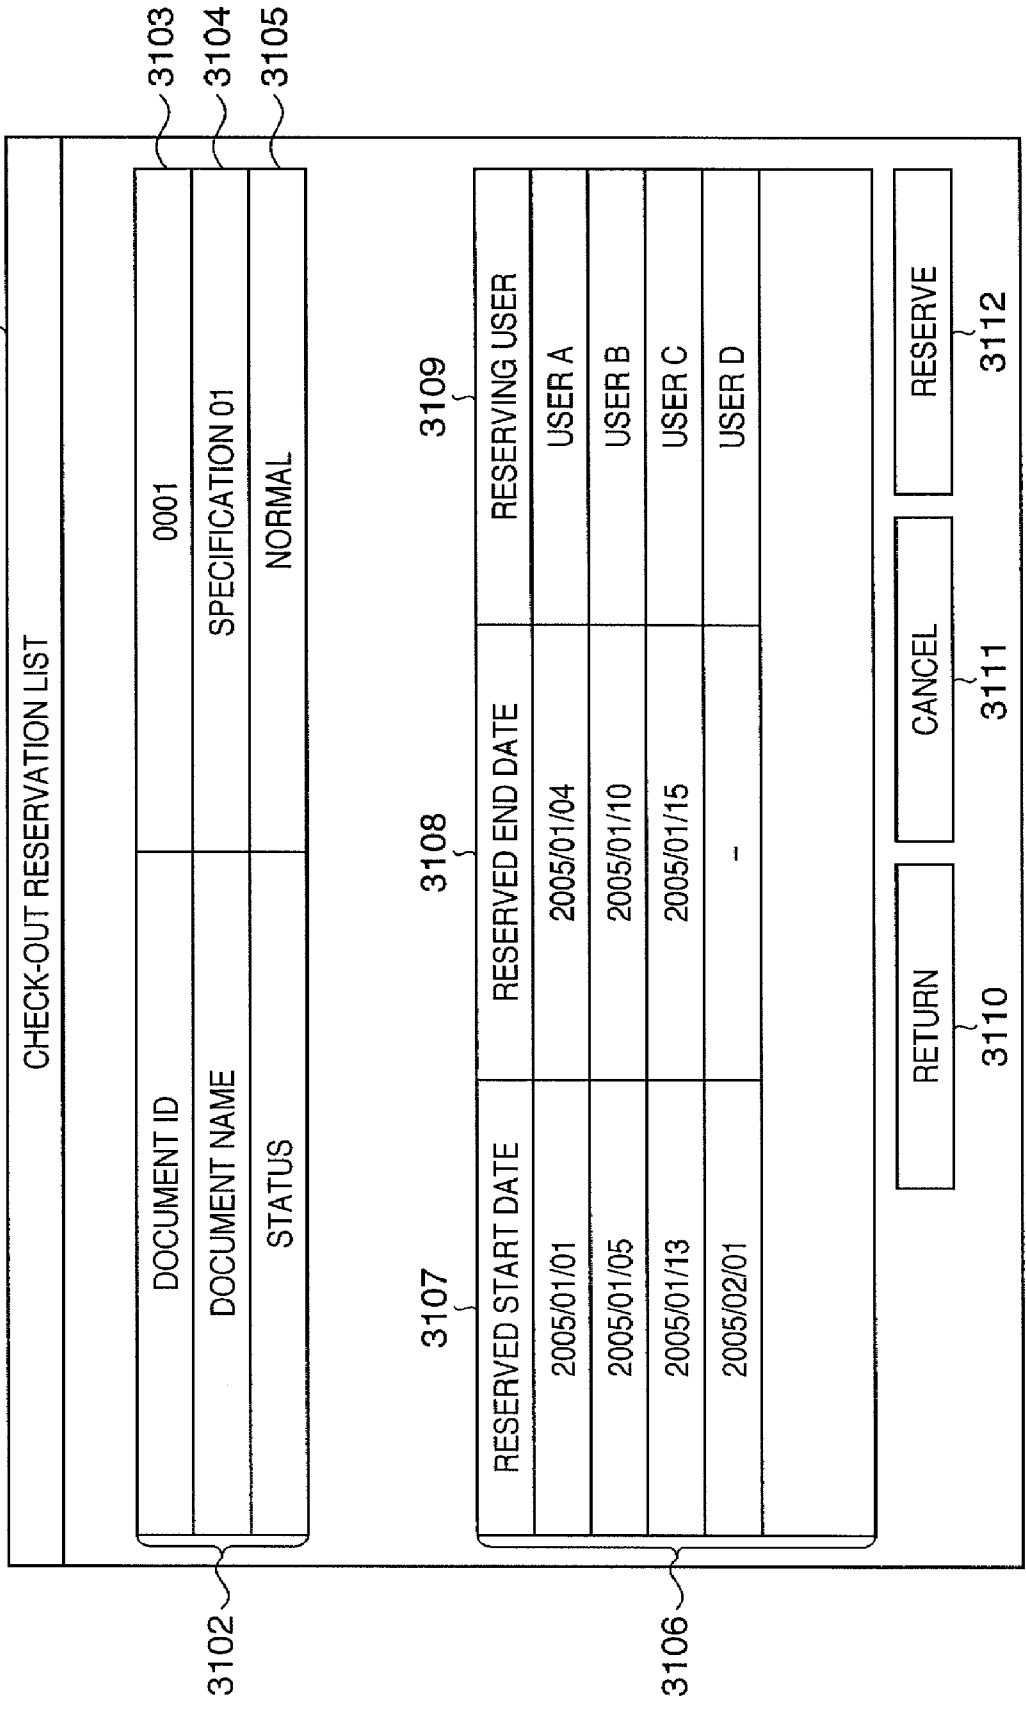 CHECK-OUT RESERVATION LIST
DOCUMENT ID 0001 3103
DOCUMENT NAME SPECIFICATION 01 3104
STATUS NORMAL 3105
3102
3107 3108 3109
RESERVED START DATE RESERVED END DATE RESERVING USER
2005/01/01 2005/01/04 USER A
2005/01/05 2005/01/10 USER B
2005/01/13 2005/01/15 USER C
2005/02/01 – USER D
3106
RETURN CANCEL RESERVE
3110 3111 3112